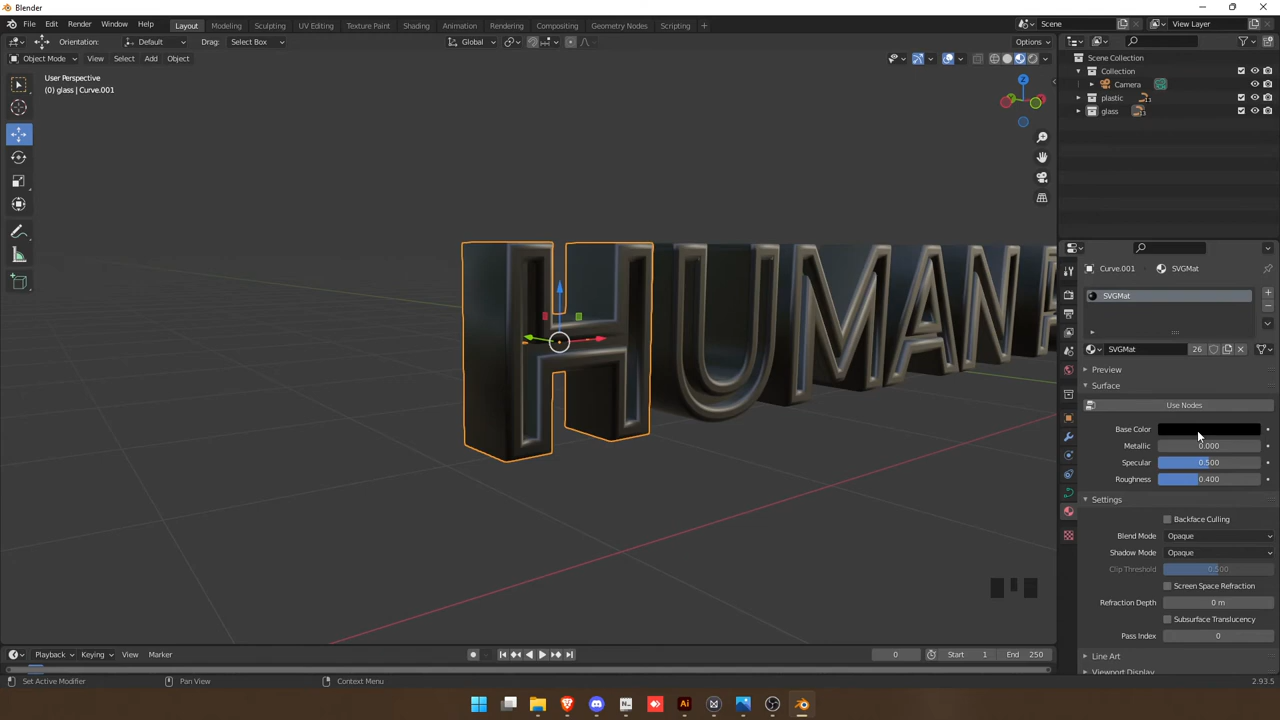 Blender
File Edit Render Window Help Layout Modeling Sculpting UV Editing Texture Paint Shading Animation Rendering Compositing Geometry Nodes Scripting + Scene View Layer
Orientation: Default Drag: Select Box Global Options
Object Mode View Select Add Object
User Perspective
(0) glass | Curve.001
Z
Scene Collection
Collection
Camera
plastic 13
glass 13
HUMANE
Curve.001 SVGMat
SVGMat
SVGMat 26
Preview
Surface
Use Nodes
Base Color
Metallic 0.000
Specular 0.500
Roughness 0.400
Settings
Backface Culling
Blend Mode Opaque
Shadow Mode Opaque
Clip Threshold 0.500
Screen Space Refraction
Refraction Depth 0 m
Subsurface Translucency
Pass Index 0
Line Art
Viewport Display
Playback Keying View Marker 0 Start 1 End 250
Set Active Modifier Pan View Context Menu 2.93.5
Ai